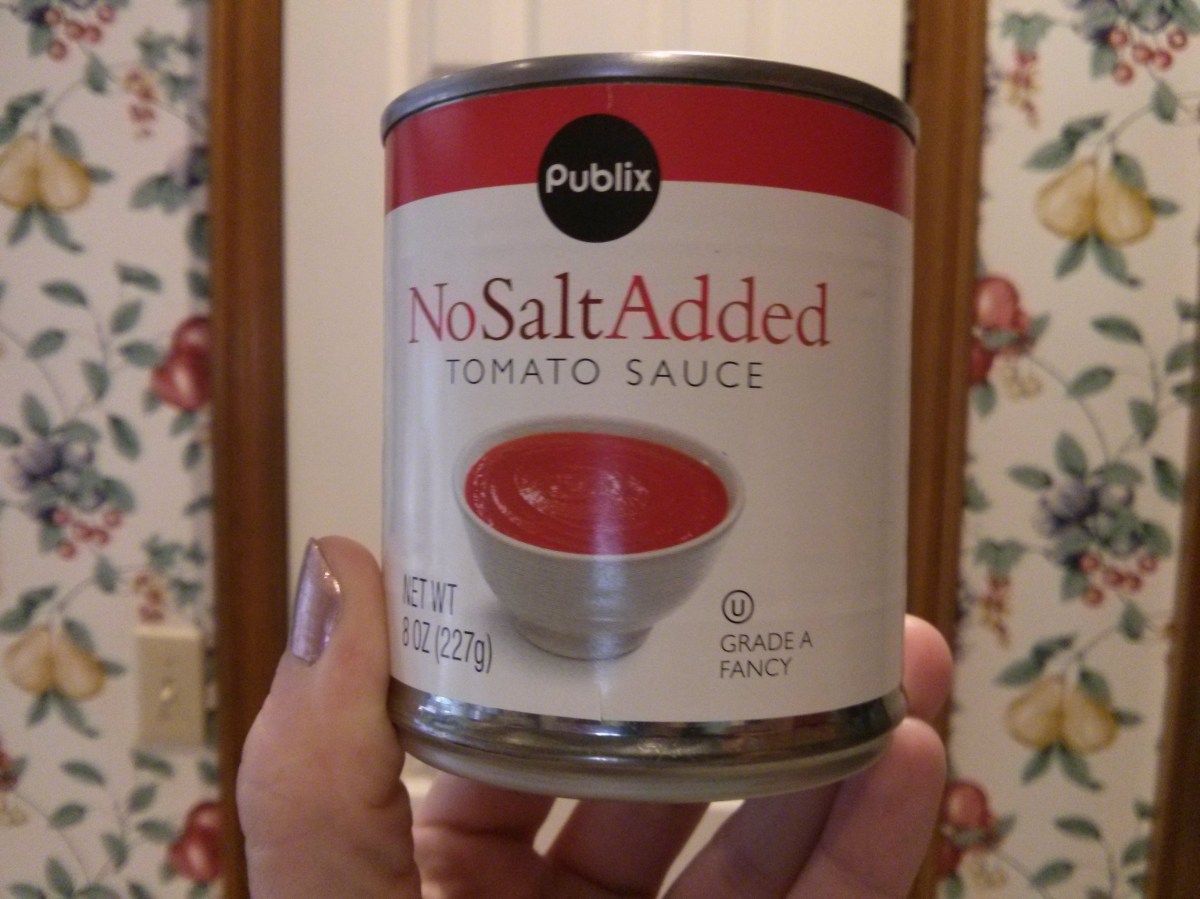 Publix
NoSaltAdded
TOMATO SAUCE
NET WT
8 OZ (227g)
U
GRADE A
FANCY